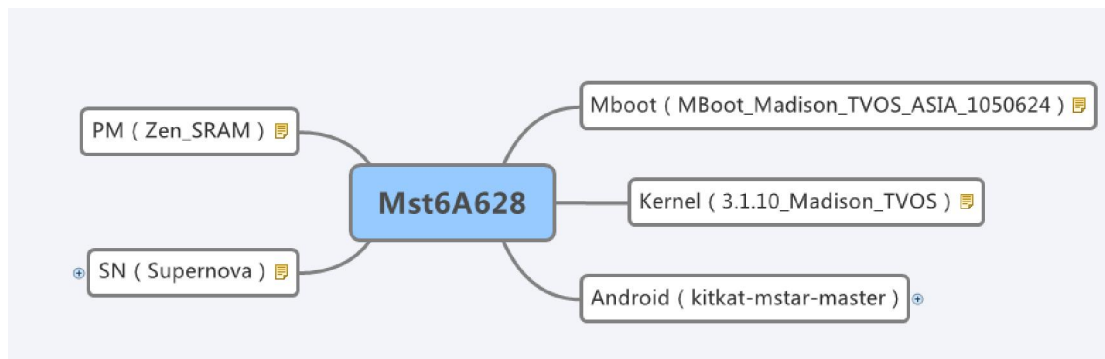 Mboot ( MBoot_Madison_TVOS_ASIA_1050624 )
PM ( Zen_SRAM )
Mst6A628
Kernel ( 3.1.10_Madison_TVOS )
SN ( Supernova )
Android ( kitkat-mstar-master )